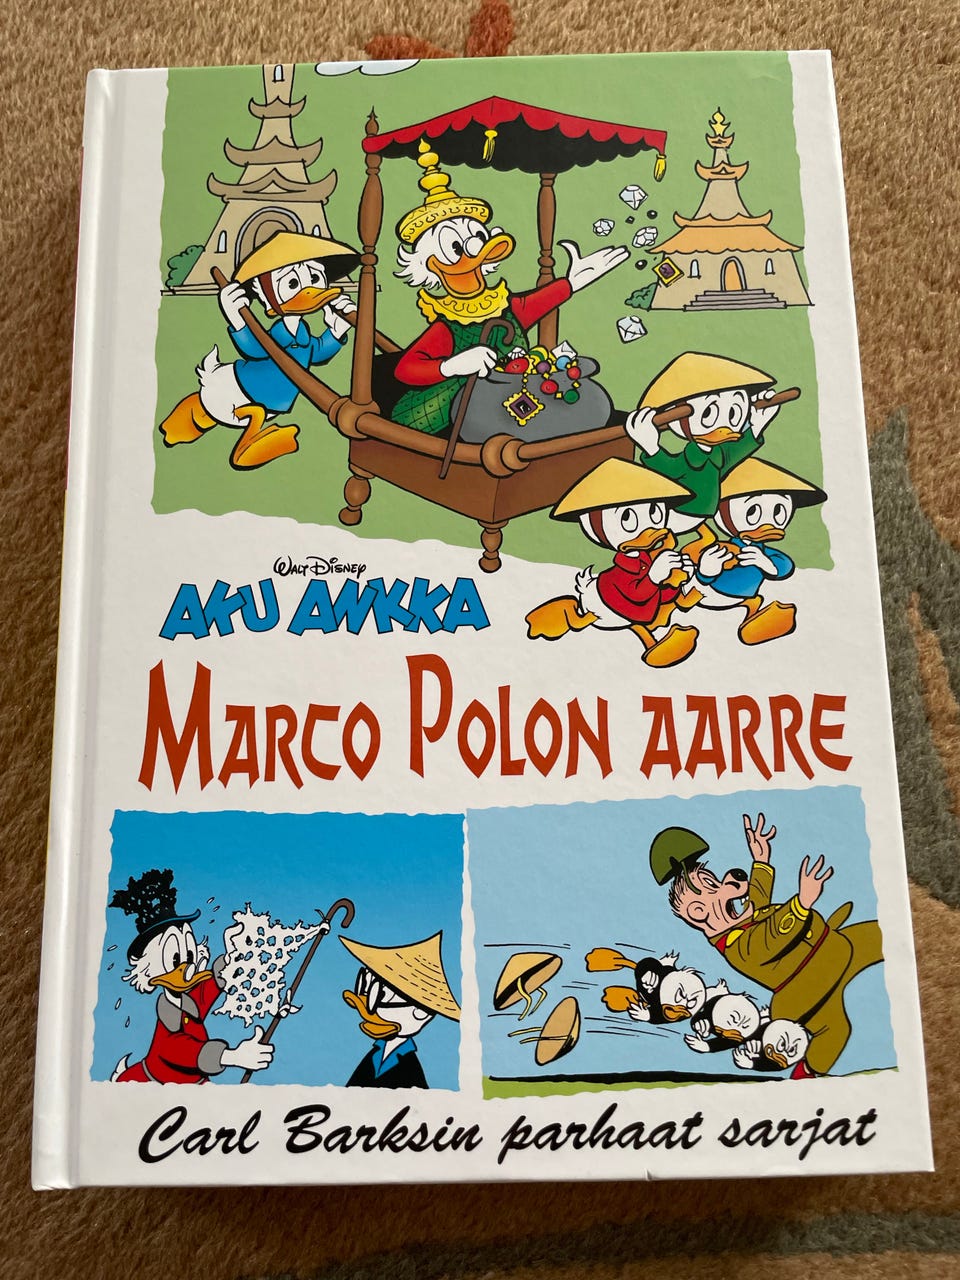 Walt Disney
AKU ANKKA
MARCO POLON AARRE
Carl Barksin parhaat sarjat